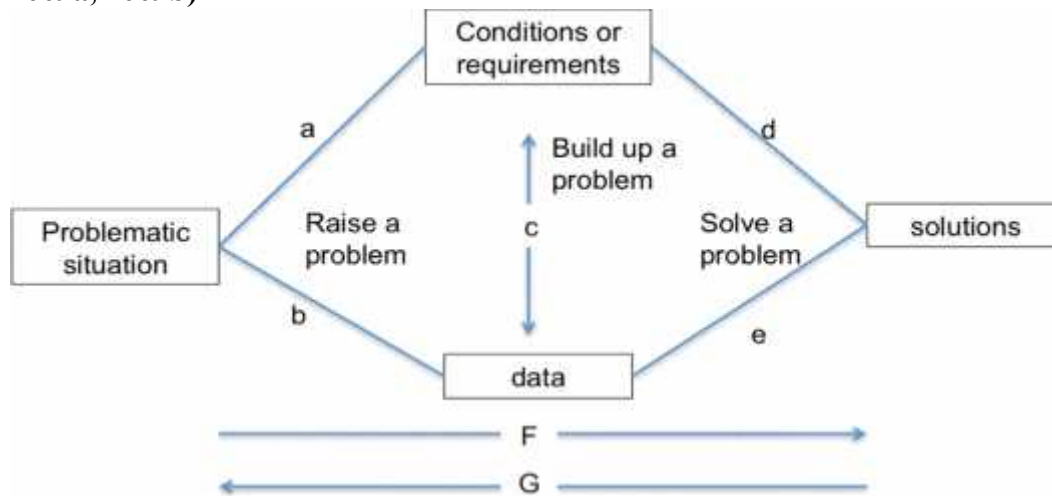 Conditions or
requirements
a
d
Build up a
problem
Problematic
situation
Raise a
problem
c
Solve a
problem
solutions
b
e
data
F
G